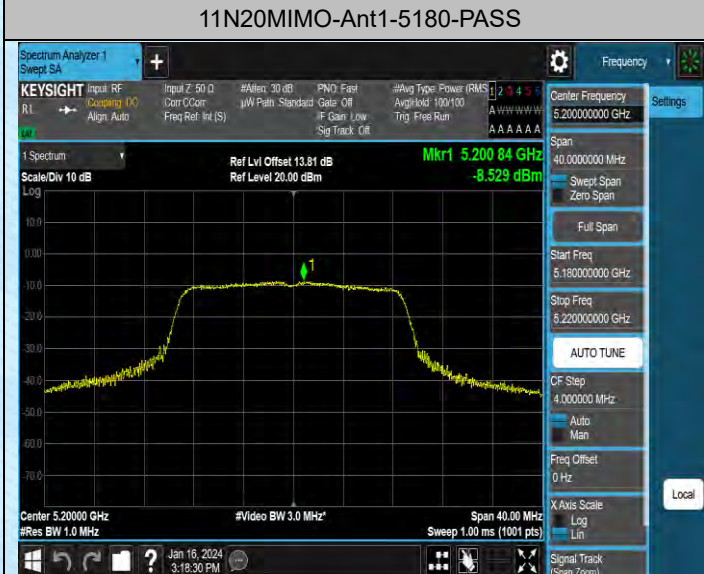 11N20MIMO-Ant1-5180-PASS
Spectrum Analyzer 1
Swept SA
+
Frequency
KEYSIGHT
RL
Input: RF
Coupling: DC
Align: Auto
Input Z: 50 Ω
Corr CCorr
Freq Ref: Int (S)
#Atten: 30 dB
µW Path: Standard
PNO: Fast
Gate: Off
IF Gain: Low
Sig Track: Off
#Avg Type: Power (RMS
Avg|Hold: 100/100
Trig: Free Run
1 2 3 4 5 6
A W W W W W
A A A A A A
1 Spectrum
Scale/Div 10 dB
Log
Ref Lvl Offset 13.81 dB
Ref Level 20.00 dBm
Mkr1 5.200 84 GHz
-8.529 dBm
10.0
0.00
-10.0
-20.0
-30.0
-40.0
-50.0
-60.0
-70.0
1
Center 5.20000 GHz
#Res BW 1.0 MHz
#Video BW 3.0 MHz*
Span 40.00 MHz
Sweep 1.00 ms (1001 pts)
Jan 16, 2024
3:18:30 PM
Center Frequency
5.200000000 GHz
Settings
Span
40.0000000 MHz
Swept Span
Zero Span
Full Span
Start Freq
5.180000000 GHz
Stop Freq
5.220000000 GHz
AUTO TUNE
CF Step
4.000000 MHz
Auto
Man
Freq Offset
0 Hz
X Axis Scale
Log
Lin
Local
Signal Track
(Span Zoom)